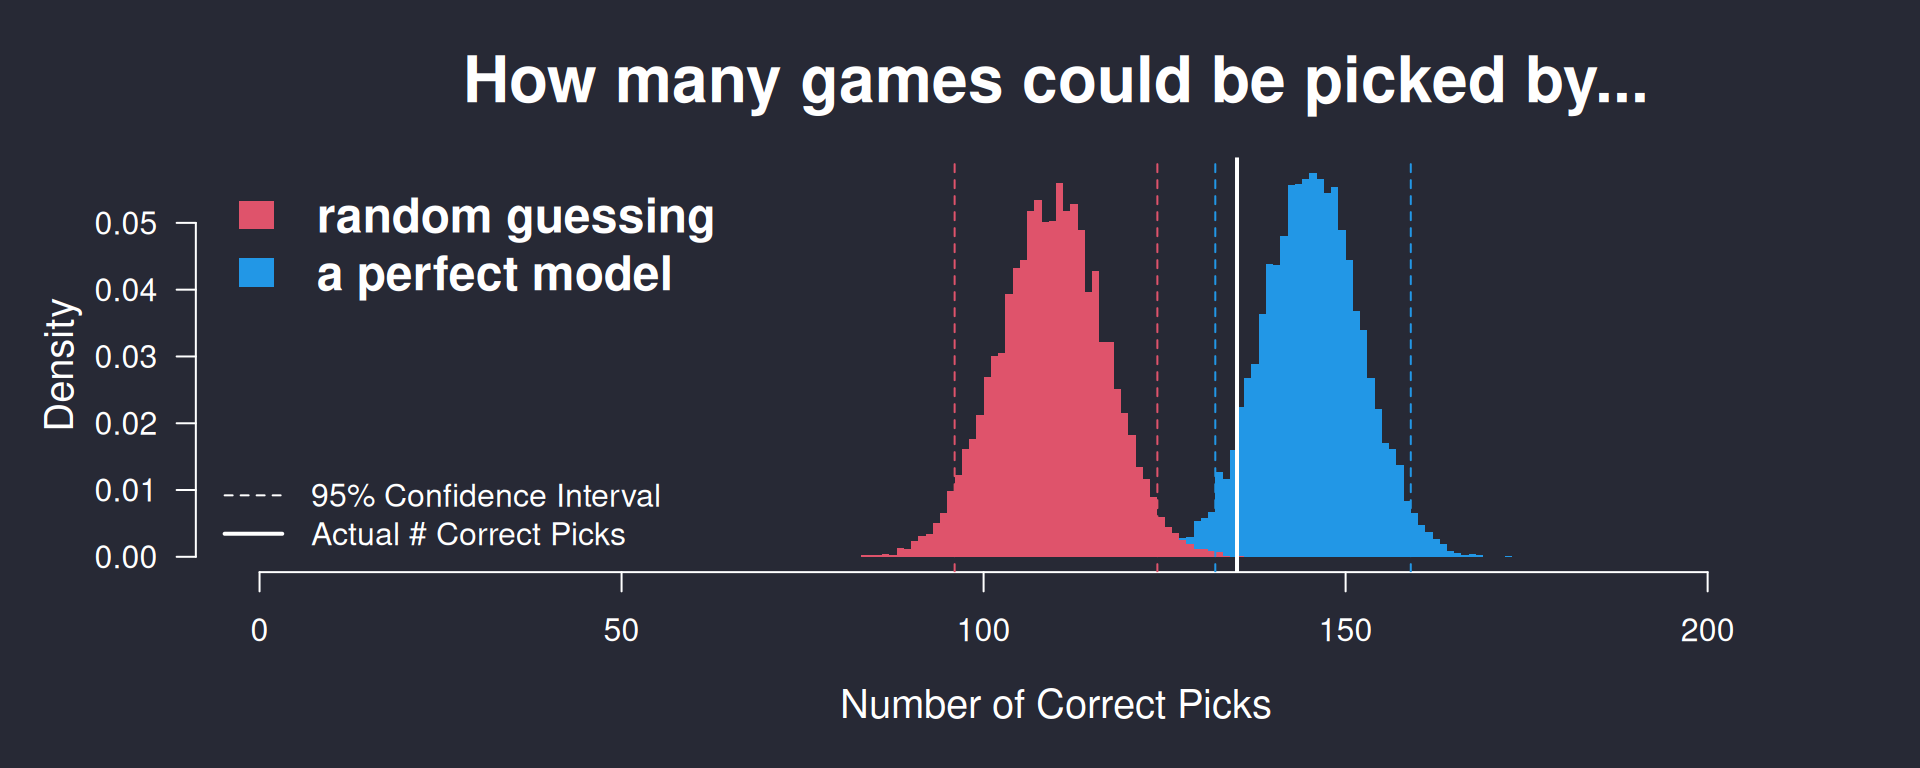 How many games could be picked by...
random guessing
a perfect model
Density
0.05
0.04
0.03
0.02
0.01
0.00
95% Confidence Interval
Actual # Correct Picks
0 50 100 150 200
Number of Correct Picks